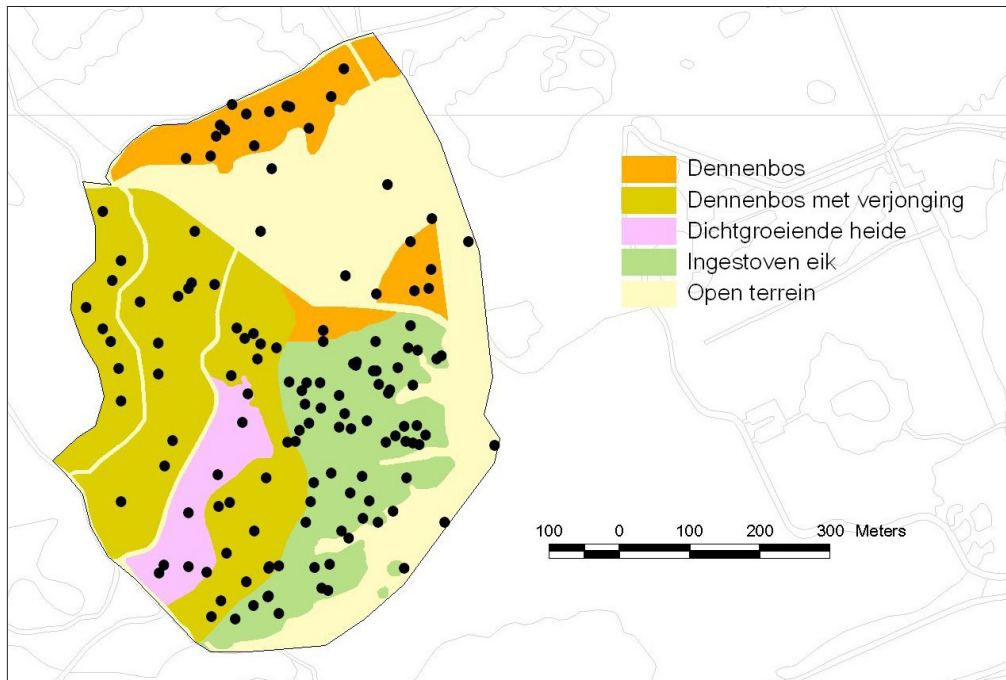 Dennenbos
Dennenbos met verjonging
Dichtgroeiende heide
Ingestoven eik
Open terrein
100 0 100 200 300 Meters